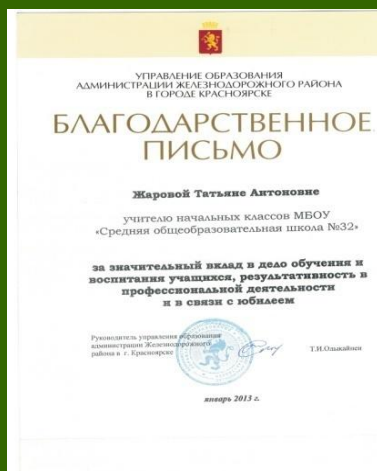 УПРАВЛЕНИЕ ОБРАЗОВАНИЯ
АДМИНИСТРАЦИИ ЖЕЛЕЗНОДОРОЖНОГО РАЙОНА
В ГОРОДЕ КРАСНОЯРСКЕ
БЛАГОДАРСТВЕННОЕ
ПИСЬМО
Жаровой Татьяне Антоновне
учителю начальных классов МБОУ
«Средняя общеобразовательная школа №32»
за значительный вклад в дело обучения и
воспитания учащихся, результативность в
профессиональной деятельности
и в связи с юбилеем
Руководитель управления образования
администрации Железнодорожного
района в г. Красноярске
Т.И.
январь 2013 г.